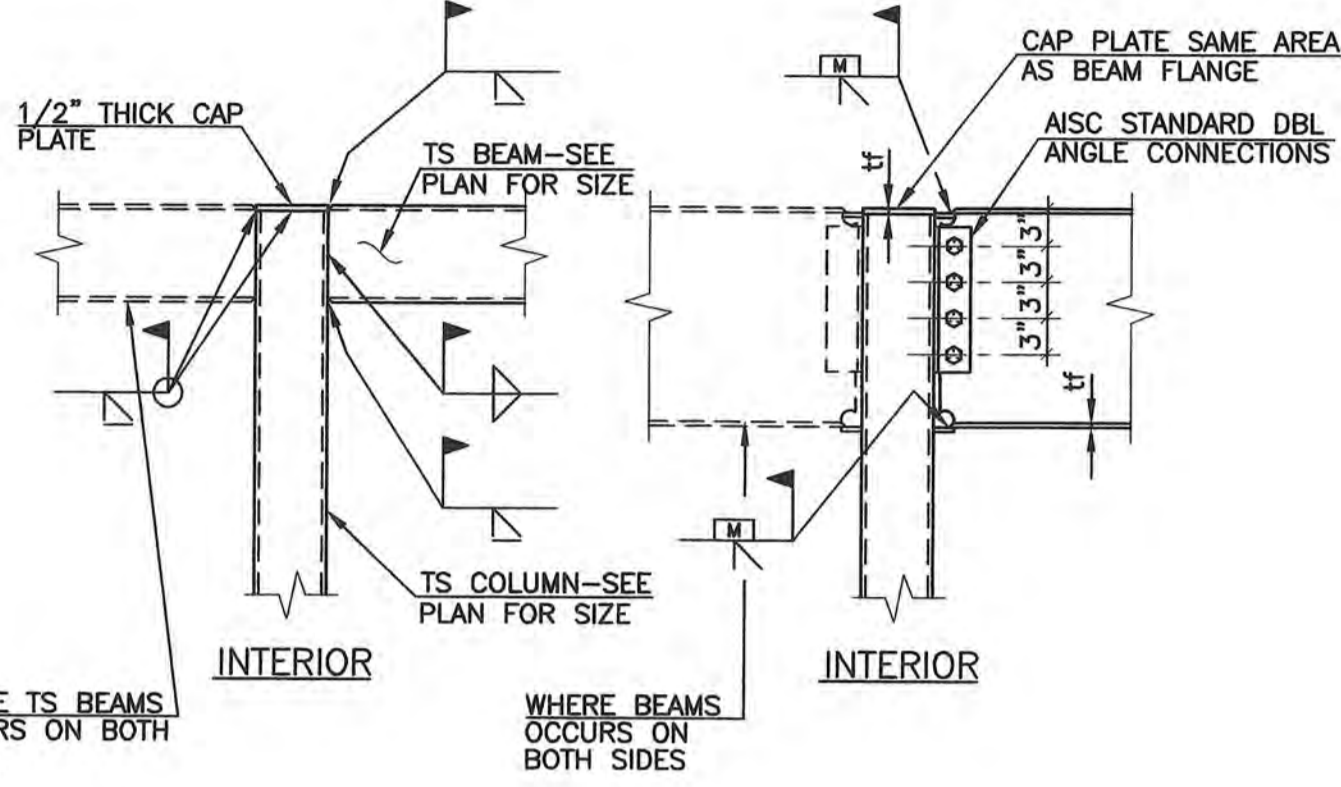 1/2" THICK CAP
PLATE
TS BEAM-SEE
PLAN FOR SIZE
TS COLUMN-SEE
PLAN FOR SIZE
INTERIOR
E TS BEAMS
RS ON BOTH
M
CAP PLATE SAME AREA
AS BEAM FLANGE
AISC STANDARD DBL
ANGLE CONNECTIONS
tf
3"
3"
3"
3"
tf
M
WHERE BEAMS
OCCURS ON
BOTH SIDES
INTERIOR